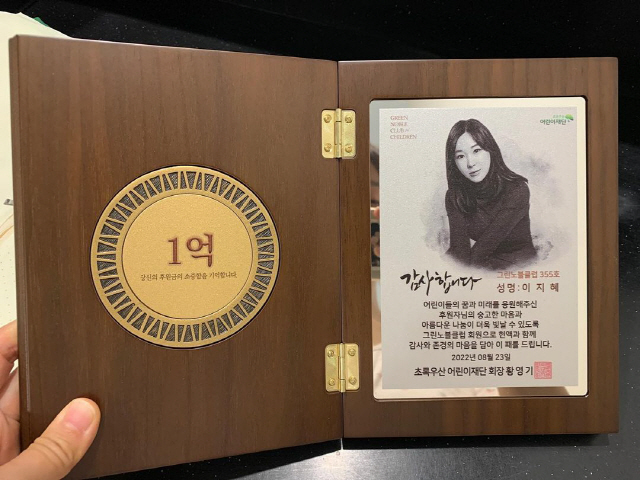 1억
당신의 후원금의 소중함을 기억합니다.
GREEN
NOBLE
CLUB for
CHILDREN
어린이재단
감사합니다
그린노블클럽 355호
성명:이지혜
어린이들의 꿈과 미래를 응원해주신
후원자님의 숭고한 마음과
아름다운 나눔이 더욱 빛날 수 있도록
그린노블클럽 회원으로 헌액과 함께
감사와 존경의 마음을 담아 이 패를 드립니다.
2022년 08월 23일
초록우산 어린이재단 회장 황영기